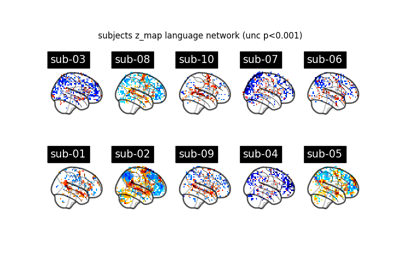 subjects z_map language network (unc p<0.001)
sub-03 sub-08 sub-10 sub-07 sub-06
sub-01 sub-02 sub-09 sub-04 sub-05